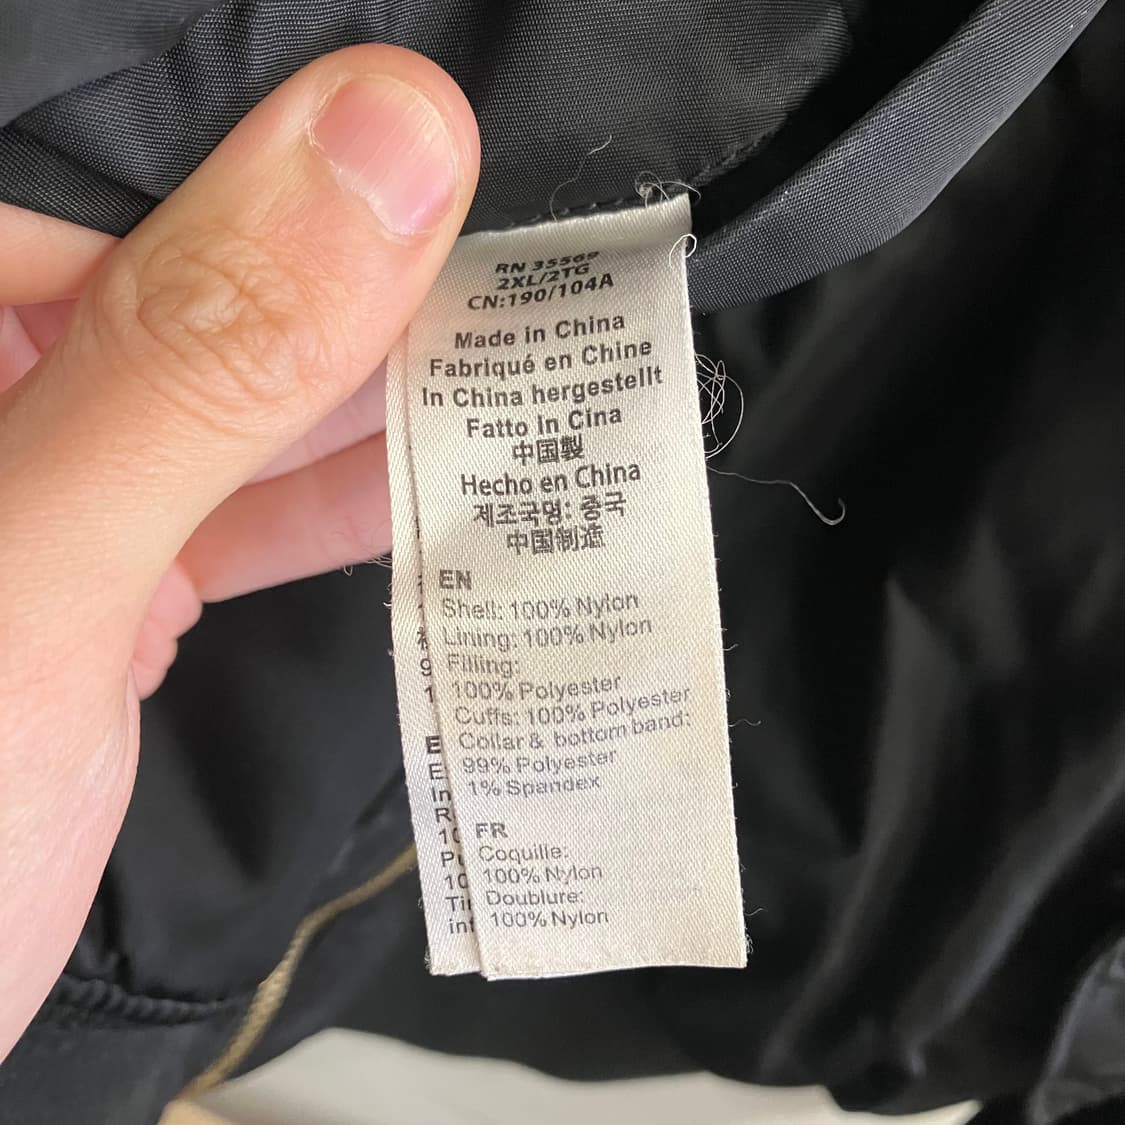 RN 35569
2XL/2TG
CN:190/104A
Made in China
Fabriqué en Chine
In China hergestellt
Fatto in Cina
中国製
Hecho en China
제조국명: 중국
中国制造
EN
Shell: 100% Nylon
Lining: 100% Nylon
Filling:
100% Polyester
Cuffs: 100% Polyester
Collar & bottom band:
99% Polyester
1% Spandex
FR
Coquille:
100% Nylon
Doublure:
100% Nylon